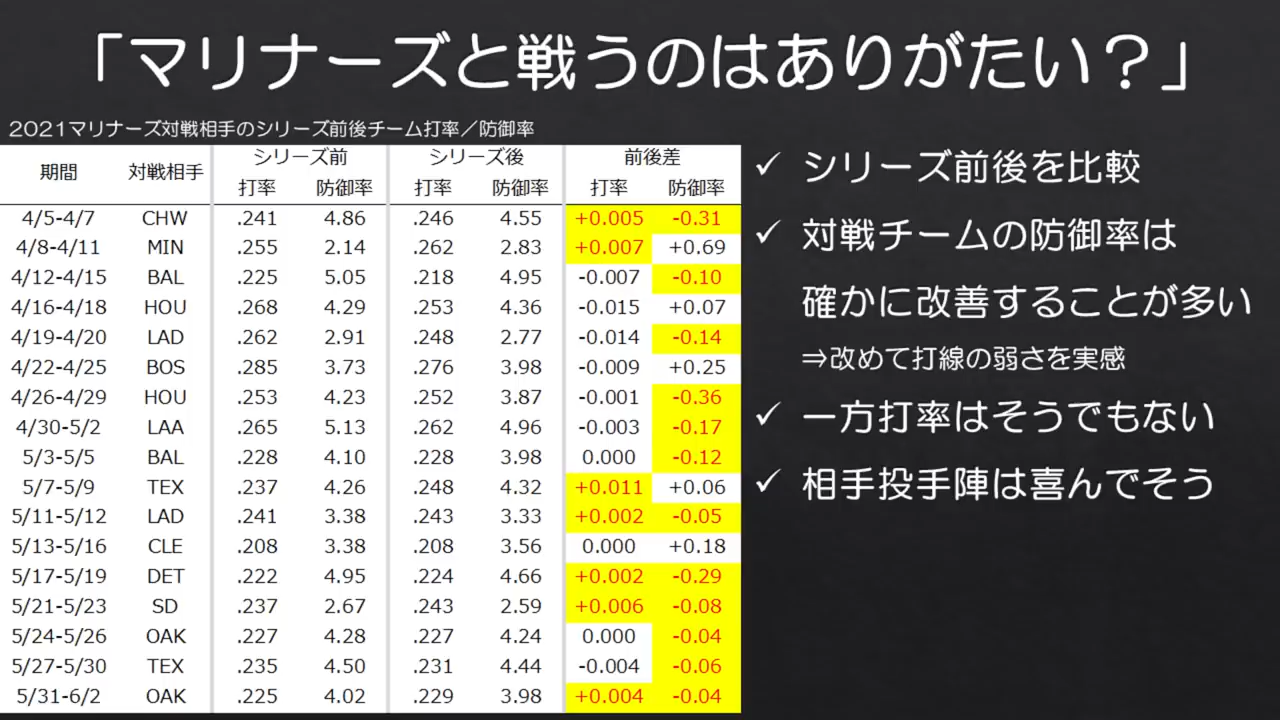 「マリナーズと戦うのはありがたい？」
2021マリナーズ対戦相手のシリーズ前後チーム打率／防御率
期間 対戦相手 シリーズ前 シリーズ後 前後差
打率 防御率 打率 防御率 打率 防御率
4/5-4/7 CHW .241 4.86 .246 4.55 +0.005 -0.31
4/8-4/11 MIN .255 2.14 .262 2.83 +0.007 +0.69
4/12-4/15 BAL .225 5.05 .218 4.95 -0.007 -0.10
4/16-4/18 HOU .268 4.29 .253 4.36 -0.015 +0.07
4/19-4/20 LAD .262 2.91 .248 2.77 -0.014 -0.14
4/22-4/25 BOS .285 3.73 .276 3.98 -0.009 +0.25
4/26-4/29 HOU .253 4.23 .252 3.87 -0.001 -0.36
4/30-5/2 LAA .265 5.13 .262 4.96 -0.003 -0.17
5/3-5/5 BAL .228 4.10 .228 3.98 0.000 -0.12
5/7-5/9 TEX .237 4.26 .248 4.32 +0.011 +0.06
5/11-5/12 LAD .241 3.38 .243 3.33 +0.002 -0.05
5/13-5/16 CLE .208 3.38 .208 3.56 0.000 +0.18
5/17-5/19 DET .222 4.95 .224 4.66 +0.002 -0.29
5/21-5/23 SD .237 2.67 .243 2.59 +0.006 -0.08
5/24-5/26 OAK .227 4.28 .227 4.24 0.000 -0.04
5/27-5/30 TEX .235 4.50 .231 4.44 -0.004 -0.06
5/31-6/2 OAK .225 4.02 .229 3.98 +0.004 -0.04
✓ シリーズ前後を比較
✓ 対戦チームの防御率は
確かに改善することが多い
⇒改めて打線の弱さを実感
✓ 一方打率はそうでもない
✓ 相手投手陣は喜んでそう